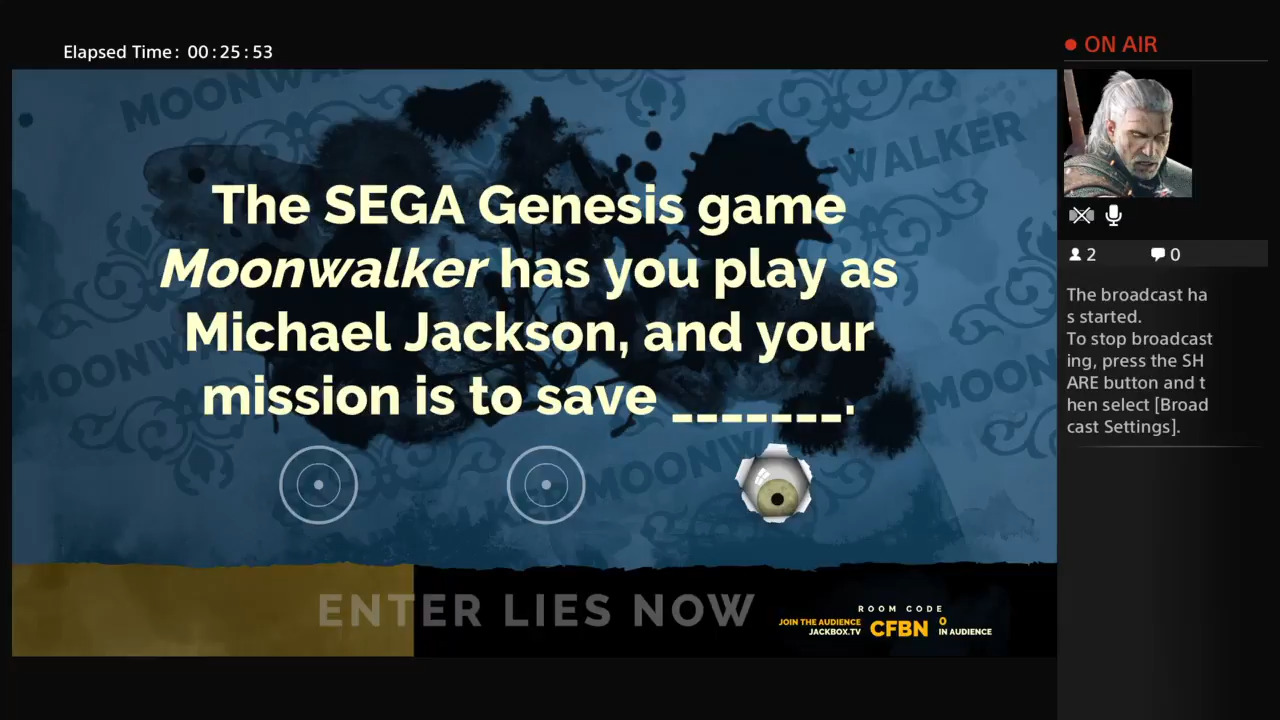 Elapsed Time: 00:25:53
ON AIR
MOONWALKER
MOONWALKER
The SEGA Genesis game
Moonwalker has you play as
Michael Jackson, and your
mission is to save _______.
ENTER LIES NOW
ROOM CODE
JOIN THE AUDIENCE
JACKBOX.TV
CFBN
0
IN AUDIENCE
2
0
The broadcast ha
s started.
To stop broadcast
ing, press the SH
ARE button and t
hen select [Broad
cast Settings].